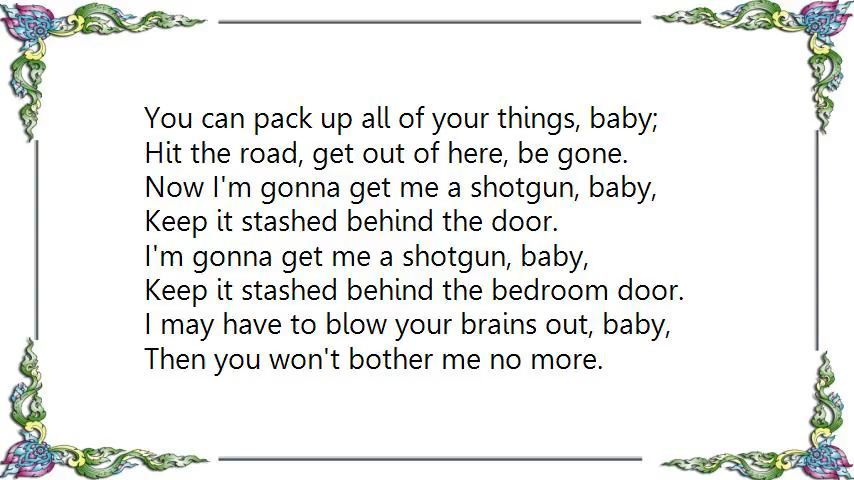 You can pack up all of your things, baby;
Hit the road, get out of here, be gone.
Now I'm gonna get me a shotgun, baby,
Keep it stashed behind the door.
I'm gonna get me a shotgun, baby,
Keep it stashed behind the bedroom door.
I may have to blow your brains out, baby,
Then you won't bother me no more.